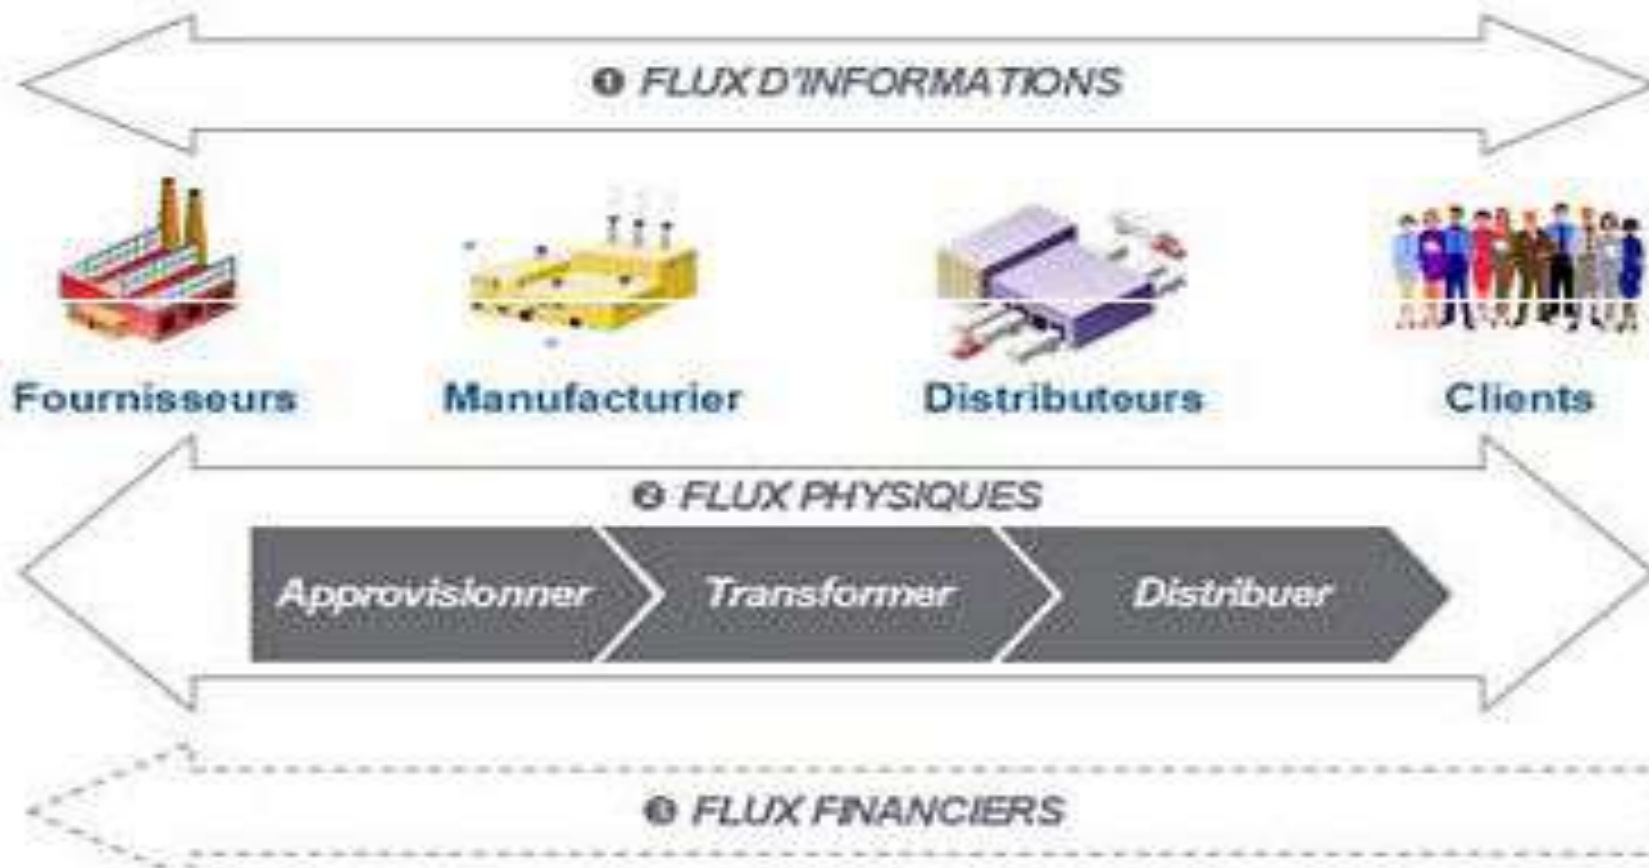 ❶ FLUX D'INFORMATIONS
Fournisseurs
Manufacturier
Distributeurs
Clients
❷ FLUX PHYSIQUES
Approvisionner
Transformer
Distribuer
❸ FLUX FINANCIERS